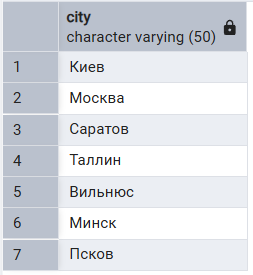 city
character varying (50)
1 Киев
2 Москва
3 Саратов
4 Таллин
5 Вильнюс
6 Минск
7 Псков